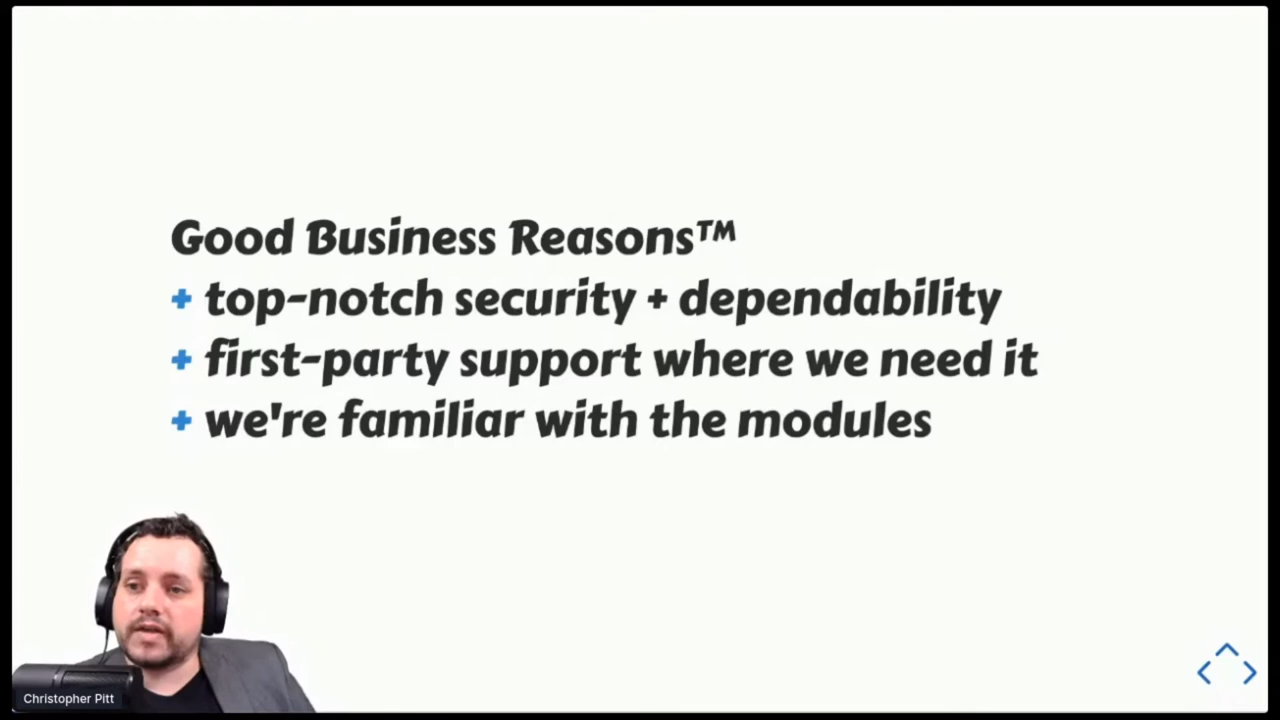 Good Business Reasons™
+ top-notch security + dependability
+ first-party support where we need it
+ we're familiar with the modules
Christopher Pitt